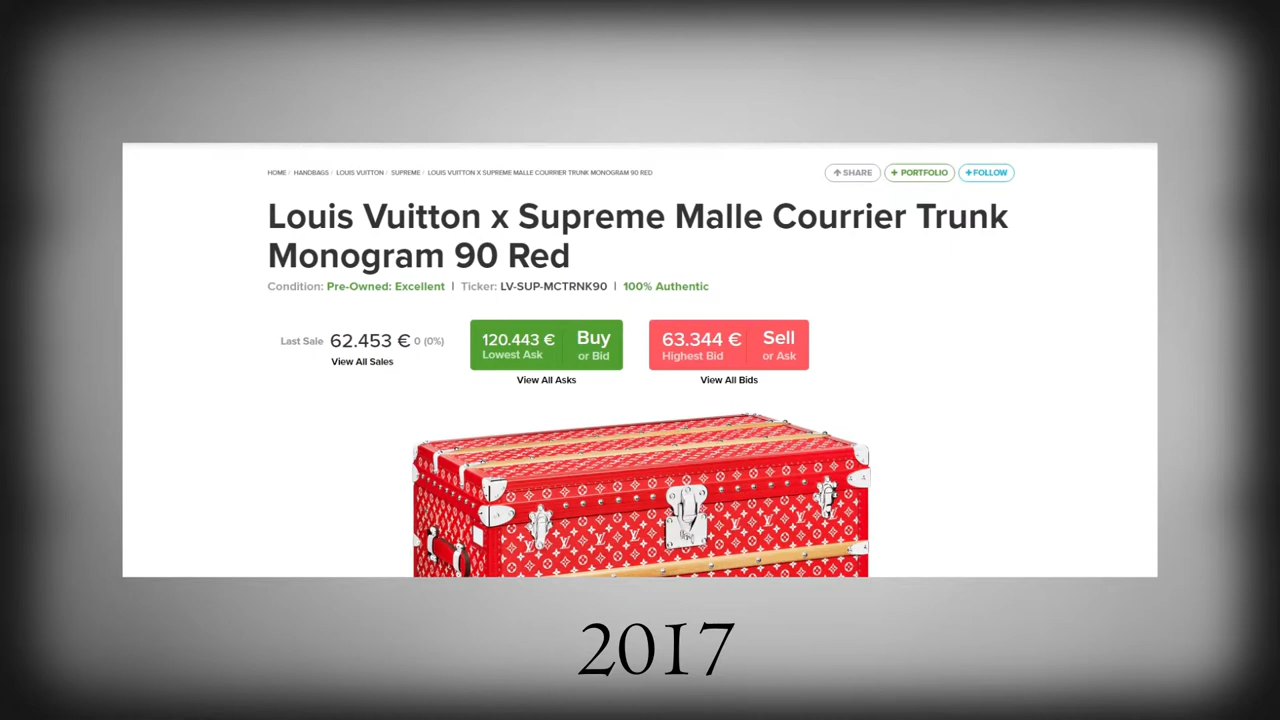 HOME / HANDBAGS / LOUIS VUITTON / SUPREME / LOUIS VUITTON X SUPREME MALLE COURRIER TRUNK MONOGRAM 90 RED
SHARE
+ PORTFOLIO
+FOLLOW
Louis Vuitton x Supreme Malle Courrier Trunk
Monogram 90 Red
Condition: Pre-Owned: Excellent | Ticker: LV-SUP-MCTRNK90 | 100% Authentic
Last Sale 62.453 € 0 (0%)
View All Sales
120.443 € Buy
Lowest Ask or Bid
View All Asks
63.344 € Sell
Highest Bid or Ask
View All Bids
2017